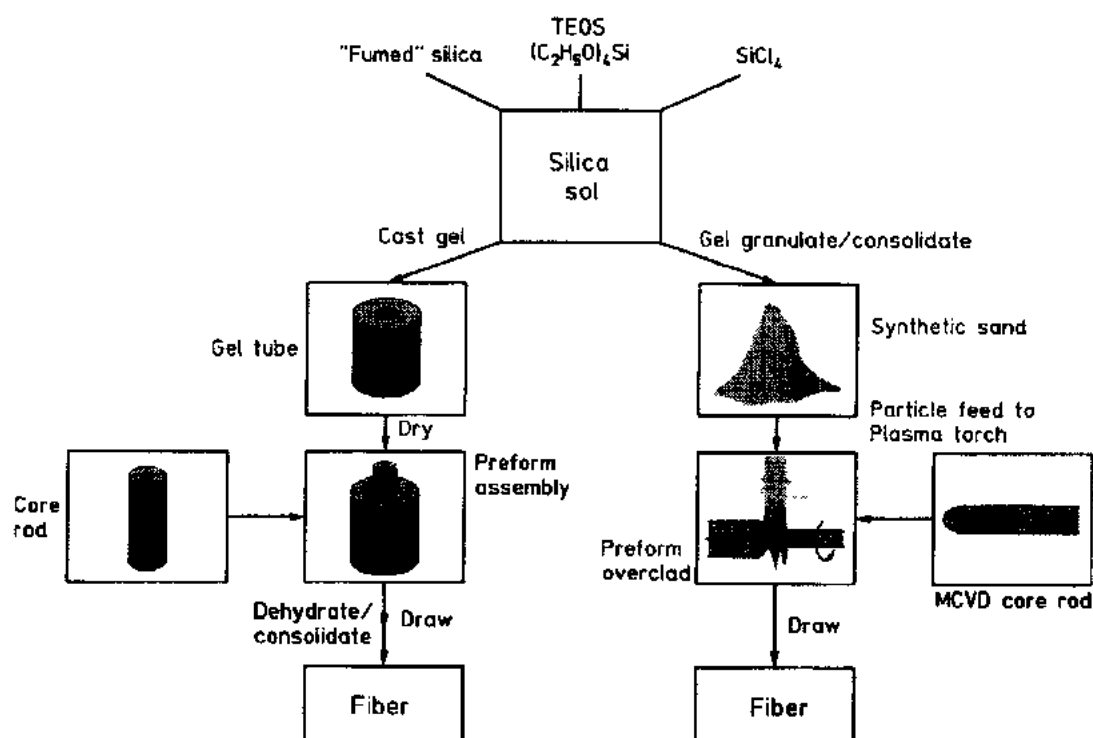 TEOS
"Fumed" silica
(C₂H₅O)₄Si
SiCl₄
Silica
sol
Cast gel
Gel granulate/consolidate
Gel tube
Synthetic sand
Dry
Particle feed to
Plasma torch
Core
rod
Preform
assembly
Preform
overclad
MCVD core rod
Dehydrate/
consolidate
Draw
Draw
Fiber
Fiber